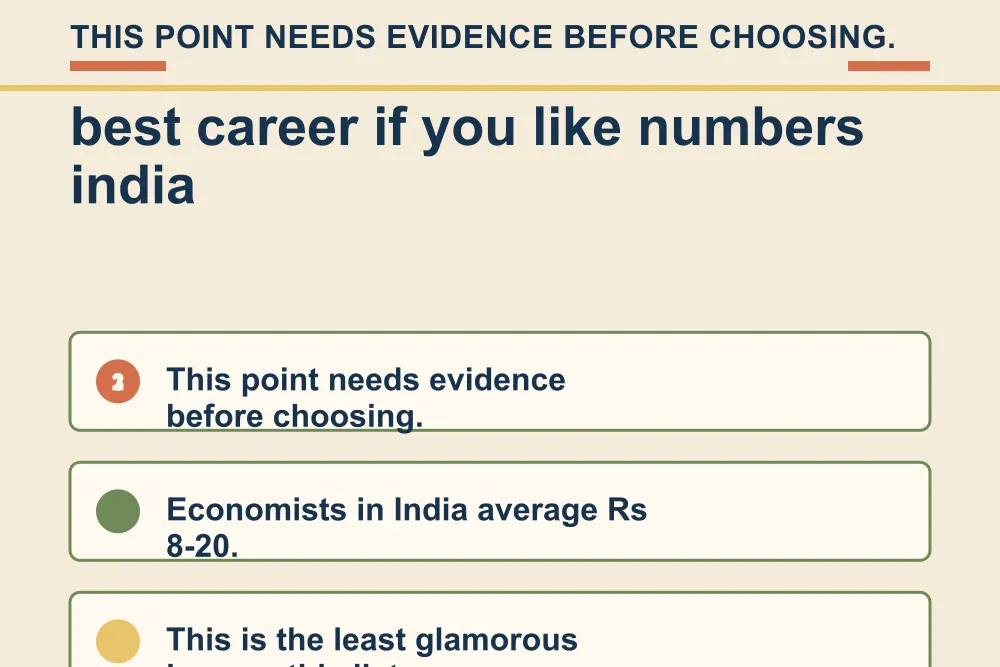 THIS POINT NEEDS EVIDENCE BEFORE CHOOSING.
best career if you like numbers
india
This point needs evidence
before choosing.
Economists in India average Rs
8-20.
This is the least glamorous